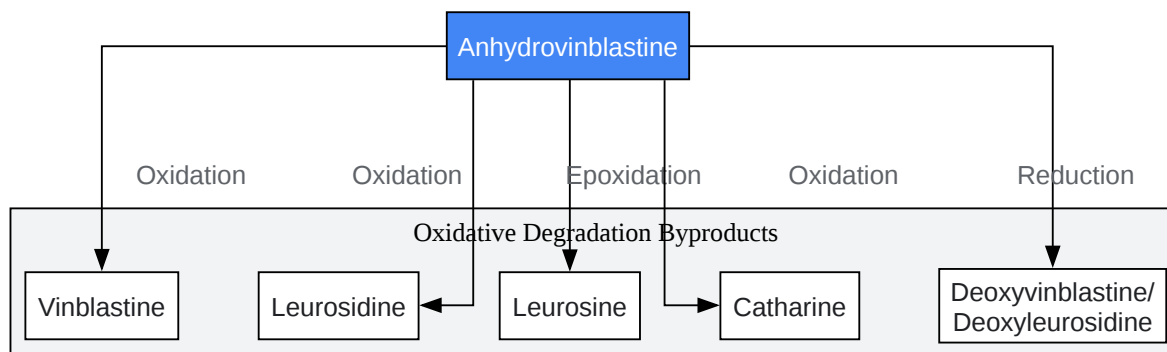 Anhydrovinblastine
Oxidation
Oxidation
Epoxidation
Oxidation
Reduction
Oxidative Degradation Byproducts
Vinblastine
Leurosidine
Leurosine
Catharine
Deoxyvinblastine/
Deoxyleurosidine